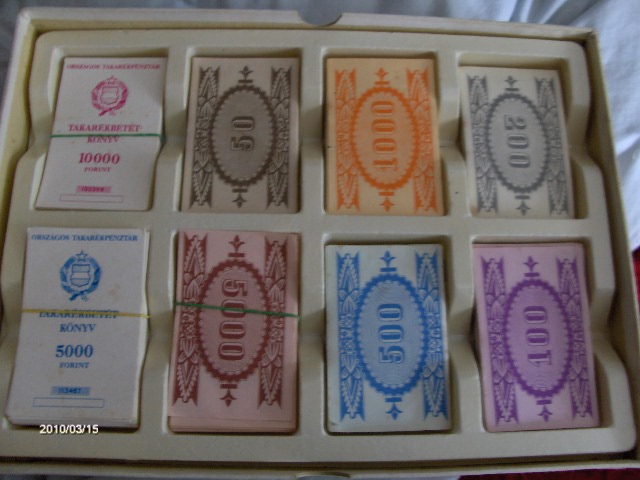 ORSZÁGOS TAKARÉKPÉNZTÁR
TAKARÉKBETÉT
KÖNYV
10000
FORINT
50
1000
200
ORSZÁGOS TAKARÉKPÉNZTÁR
TAKARÉKBETÉT
KÖNYV
5000
FORINT
5000
500
100
2010/03/15